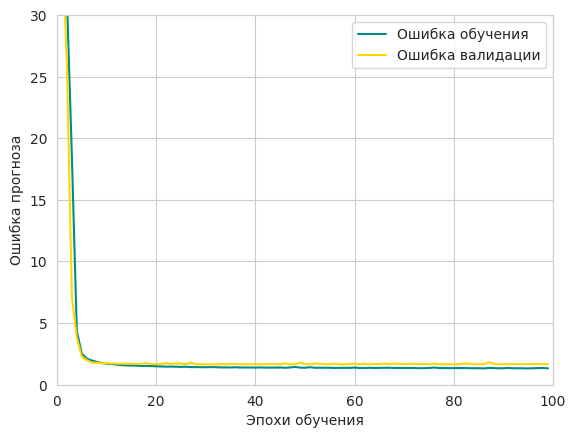 30
25
20
15
10
5
0
0 20 40 60 80 100
Ошибка прогноза
Эпохи обучения
Ошибка обучения
Ошибка валидации